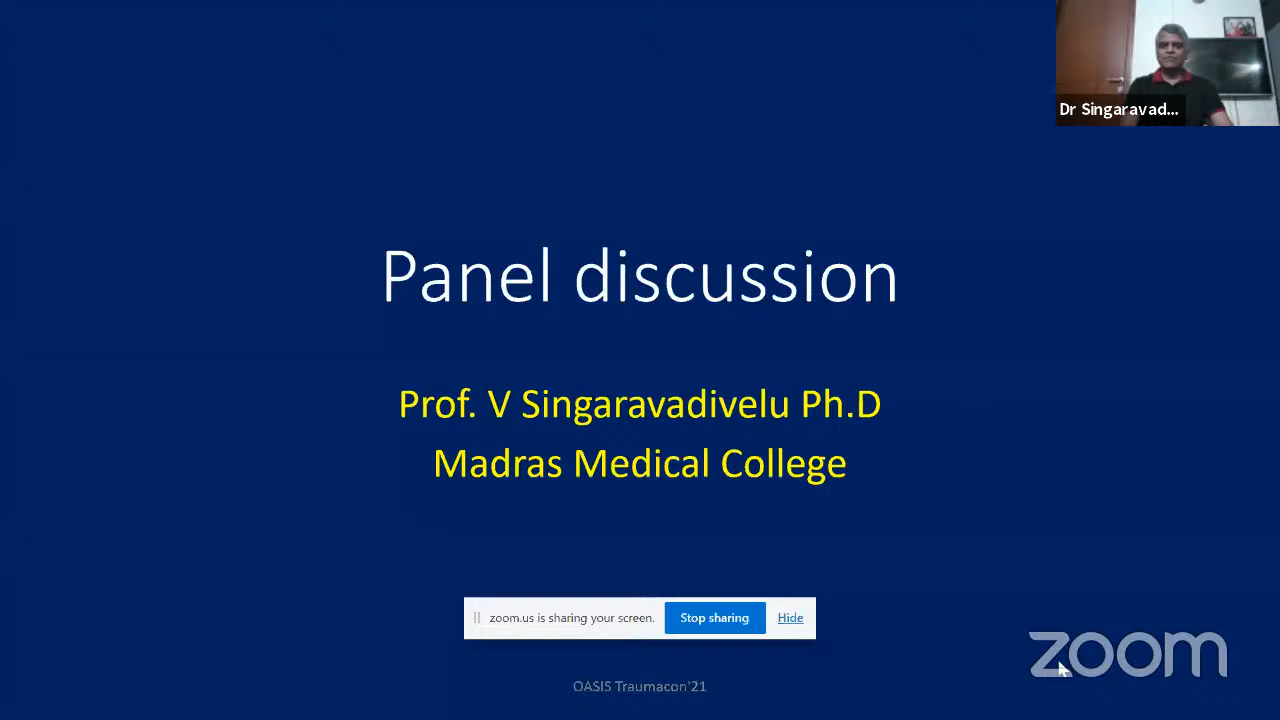 Dr Singaravad...
Panel discussion
Prof. V Singaravadivelu Ph.D
Madras Medical College
zoom.us is sharing your screen. Stop sharing Hide
zoom
OASIS Traumacon'21